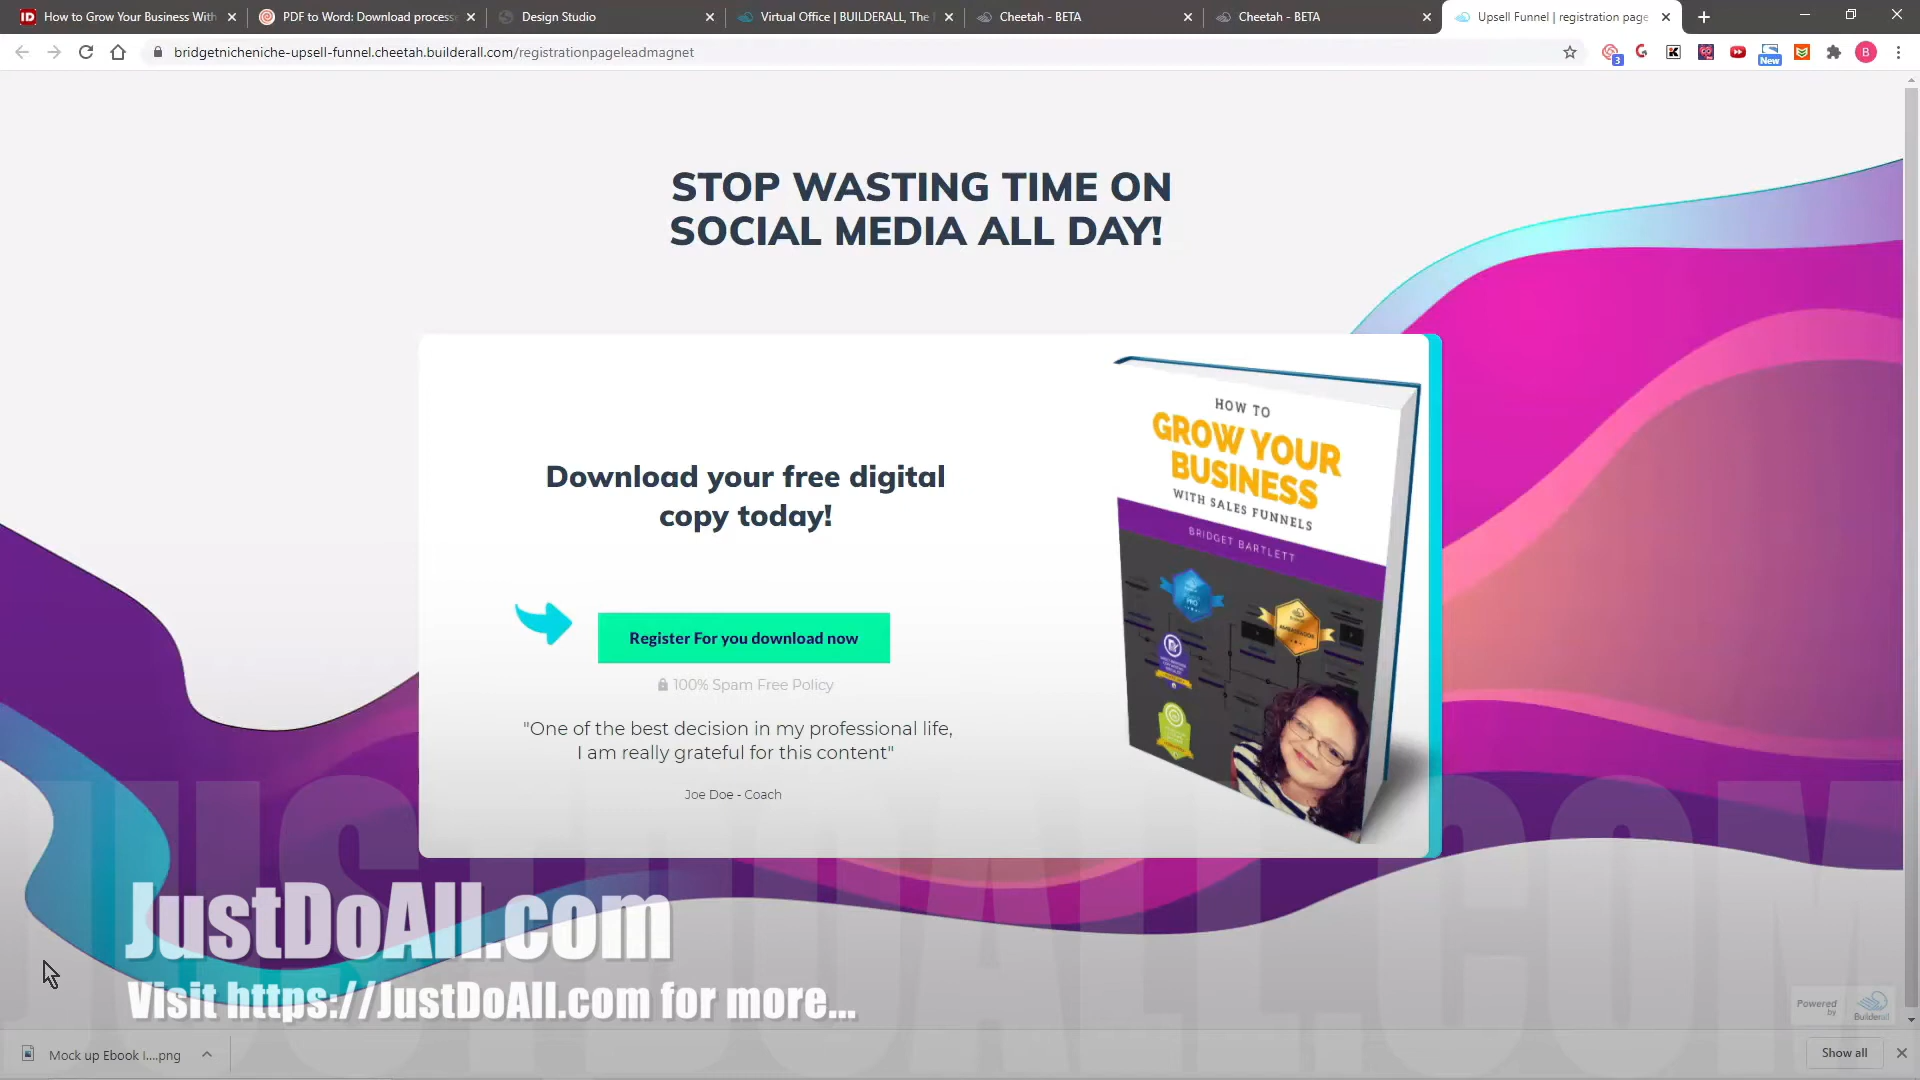 How to Grow Your Business With
PDF to Word: Download process
Design Studio
Virtual Office | BUILDERALL, The
Cheetah - BETA
Cheetah - BETA
Upsell Funnel | registration page
bridgetnicheniche-upsell-funnel.cheetah.builderall.com/registrationpageleadmagnet
3
New
B
STOP WASTING TIME ON
SOCIAL MEDIA ALL DAY!
Download your free digital
copy today!
Register For you download now
100% Spam Free Policy
"One of the best decision in my professional life,
I am really grateful for this content"
Joe Doe - Coach
HOW TO
GROW YOUR
BUSINESS
WITH SALES FUNNELS
BRIDGET BARTLETT
JUSTDOALL.COM
JustDoAll.com
Visit https://JustDoAll.com for more...
Powered
by
Builderall
Mock up Ebook i....png
Show all